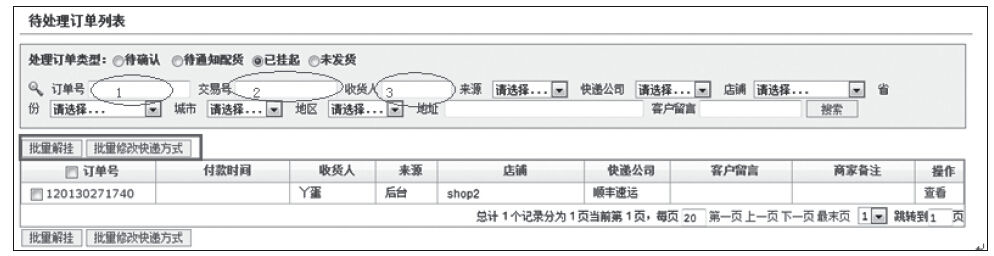 待处理订单列表
处理订单类型: 待确认 待通知配货 已挂起 未发货
订单号 1 交易号 2 收货人 3 来源 请选择... 快递公司 请选择... 店铺 请选择... 省
份 请选择... 城市 请选择... 地区 请选择... 地址 客户留言 搜索
批量解挂 批量修改快递方式
订单号 付款时间 收货人 来源 店铺 快递公司 客户留言 商家备注 操作
120130271740 丫蛋 后台 shop2 顺丰速运 查看
总计 1 个记录分为 1 页当前第 1 页，每页 20 第一页 上一页 下一页 最末页 1 跳转到 1 页
批量解挂 批量修改快递方式